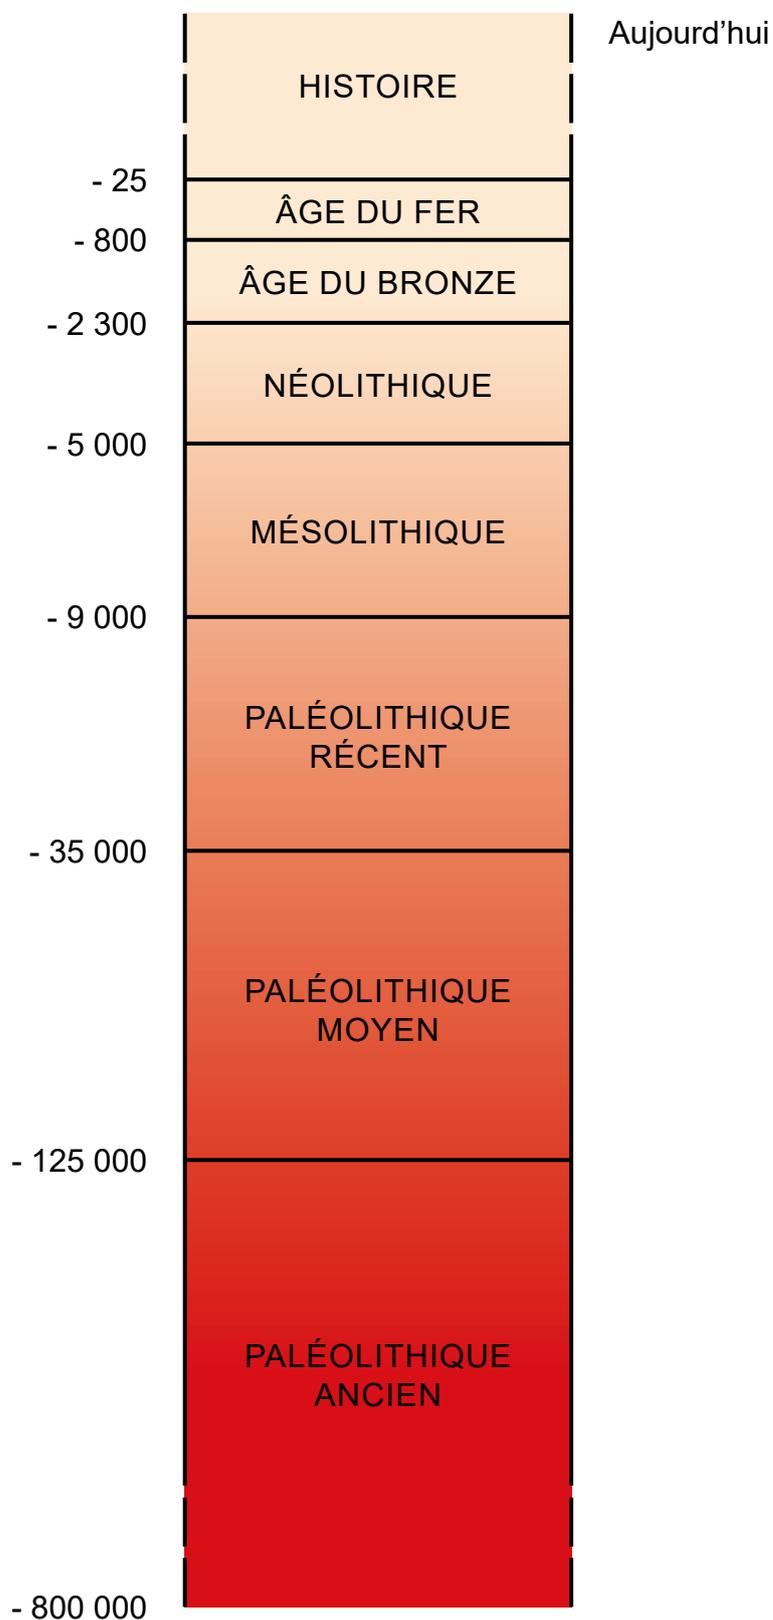 Aujourd’hui
HISTOIRE
- 25
ÂGE DU FER
- 800
ÂGE DU BRONZE
- 2 300
NÉOLITHIQUE
- 5 000
MÉSOLITHIQUE
- 9 000
PALÉOLITHIQUE
RÉCENT
- 35 000
PALÉOLITHIQUE
MOYEN
- 125 000
PALÉOLITHIQUE
ANCIEN
- 800 000